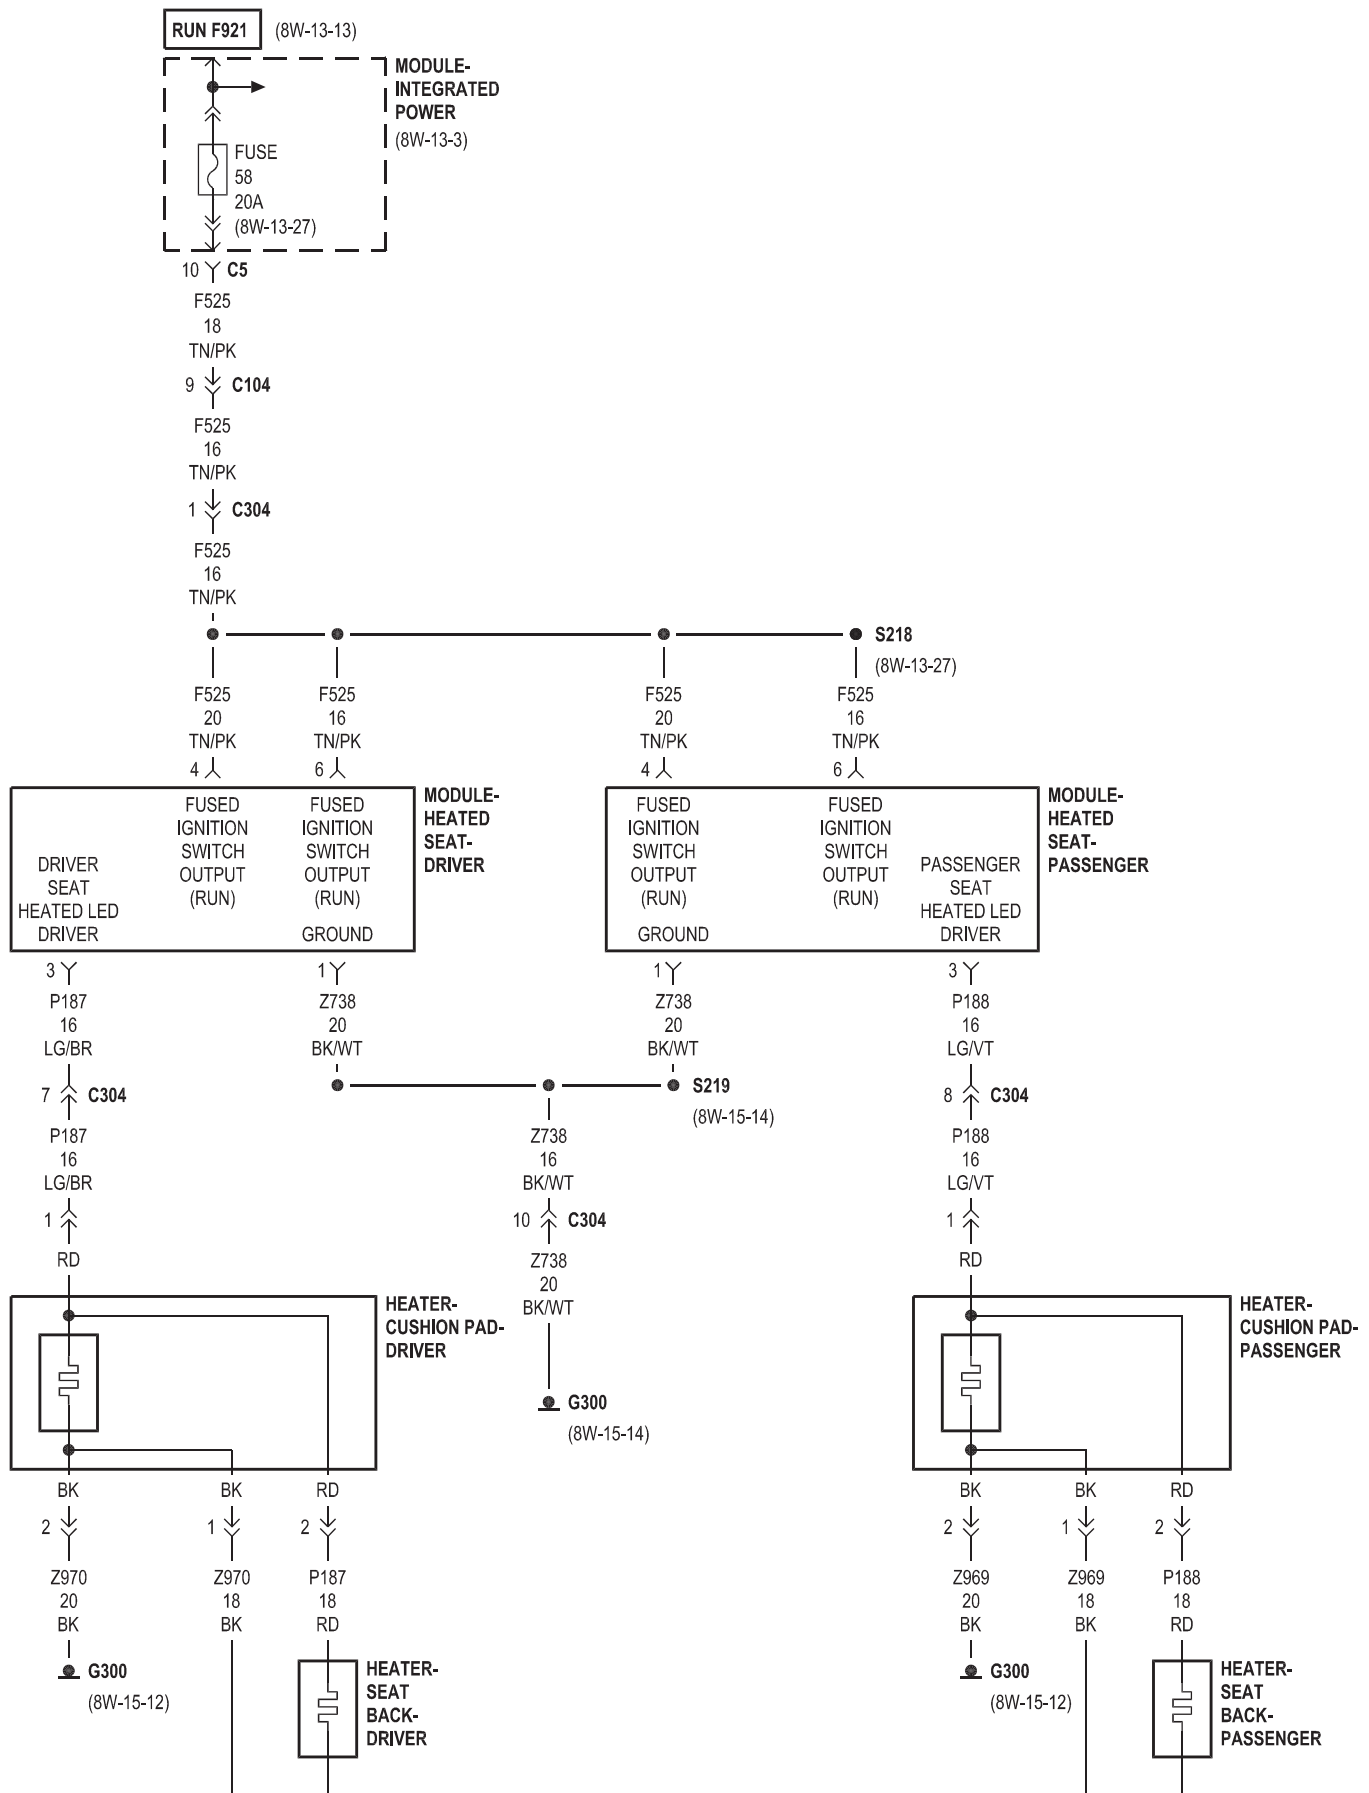 RUN F921 (8W-13-13)
MODULE-
INTEGRATED
POWER
(8W-13-3)
FUSE
58
20A
(8W-13-27)
10 C5
F525
18
TN/PK
9 C104
F525
16
TN/PK
1 C304
F525
16
TN/PK
S218
(8W-13-27)
F525 F525 F525 F525
20 16 20 16
TN/PK TN/PK TN/PK TN/PK
4 6 4 6
DRIVER
SEAT
HEATED LED
DRIVER
FUSED
IGNITION
SWITCH
OUTPUT
(RUN)
FUSED
IGNITION
SWITCH
OUTPUT
(RUN)
GROUND
MODULE-
HEATED
SEAT-
DRIVER
FUSED
IGNITION
SWITCH
OUTPUT
(RUN)
GROUND
FUSED
IGNITION
SWITCH
OUTPUT
(RUN)
PASSENGER
SEAT
HEATED LED
DRIVER
MODULE-
HEATED
SEAT-
PASSENGER
3 1 1 3
P187 Z738 Z738 P188
16 20 20 16
LG/BR BK/WT BK/WT LG/VT
S219
(8W-15-14)
7 C304 8 C304
P187 Z738 P188
16 16 16
LG/BR BK/WT LG/VT
1 10 C304 1
RD Z738 RD
20
BK/WT
G300
(8W-15-14)
HEATER-
CUSHION PAD-
DRIVER
HEATER-
CUSHION PAD-
PASSENGER
BK BK RD BK BK RD
2 1 2 2 1 2
Z970 Z970 P187 Z969 Z969 P188
20 18 18 20 18 18
BK BK RD BK BK RD
G300
(8W-15-12)
HEATER-
SEAT
BACK-
DRIVER
G300
(8W-15-12)
HEATER-
SEAT
BACK-
PASSENGER